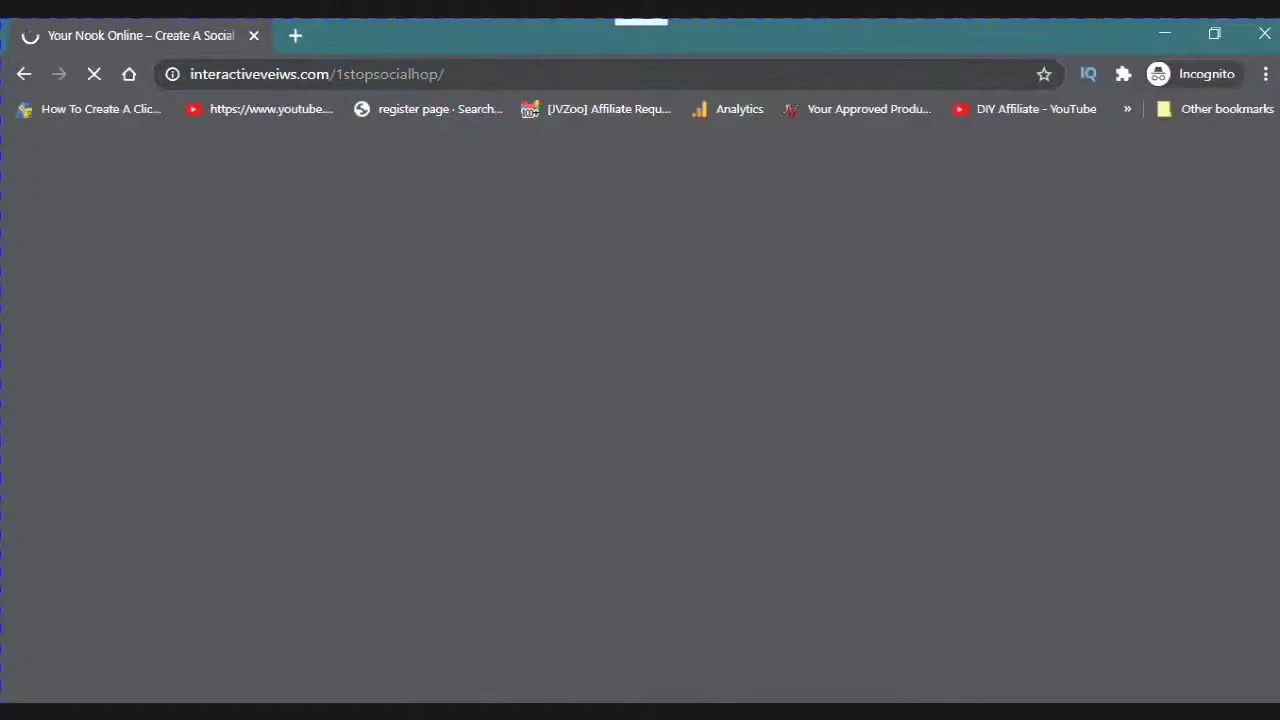 Your Nook Online – Create A Social
interactiveveiws.com/1stopsocialhop/
IQ
Incognito
How To Create A Clic...
https://www.youtube....
register page · Search...
[JVZoo] Affiliate Requ...
Analytics
Your Approved Produ...
DIY Affiliate - YouTube
»
Other bookmarks